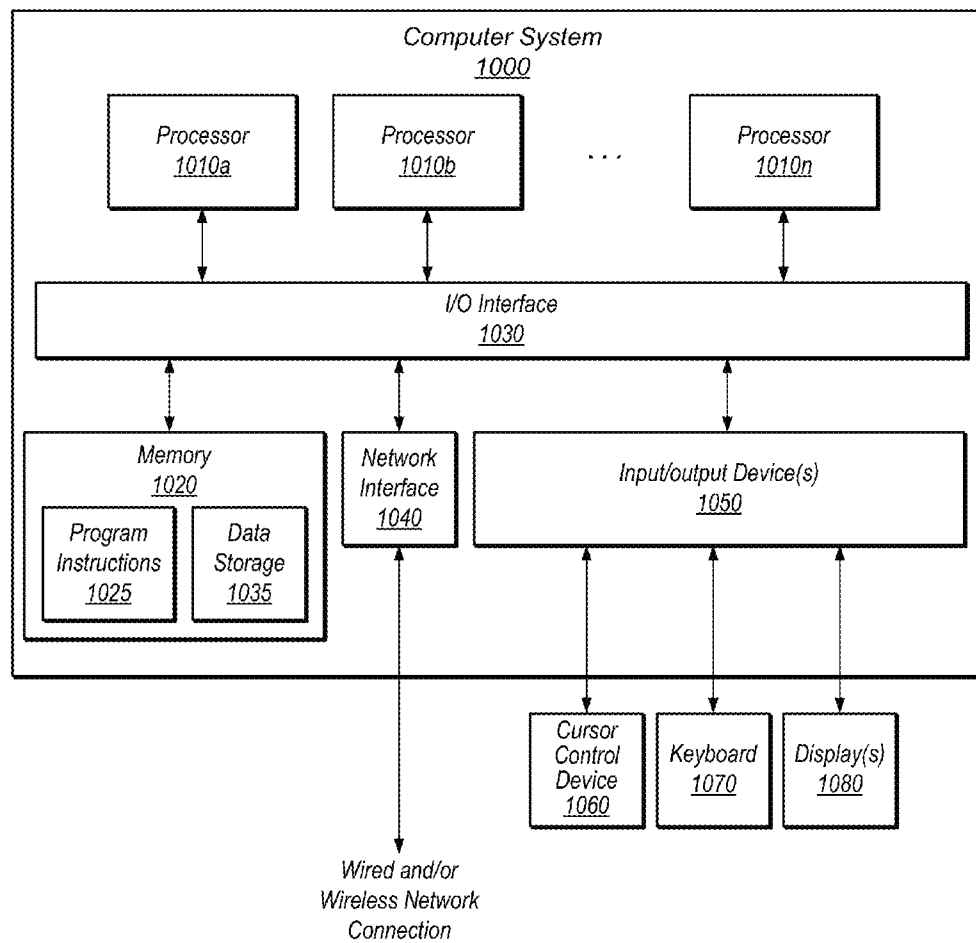 Computer System
1000
Processor
1010a
Processor
1010b
. . .
Processor
1010n
I/O Interface
1030
Memory
1020
Program
Instructions
1025
Data
Storage
1035
Network
Interface
1040
Input/output Device(s)
1050
Cursor
Control
Device
1060
Keyboard
1070
Display(s)
1080
Wired and/or
Wireless Network
Connection